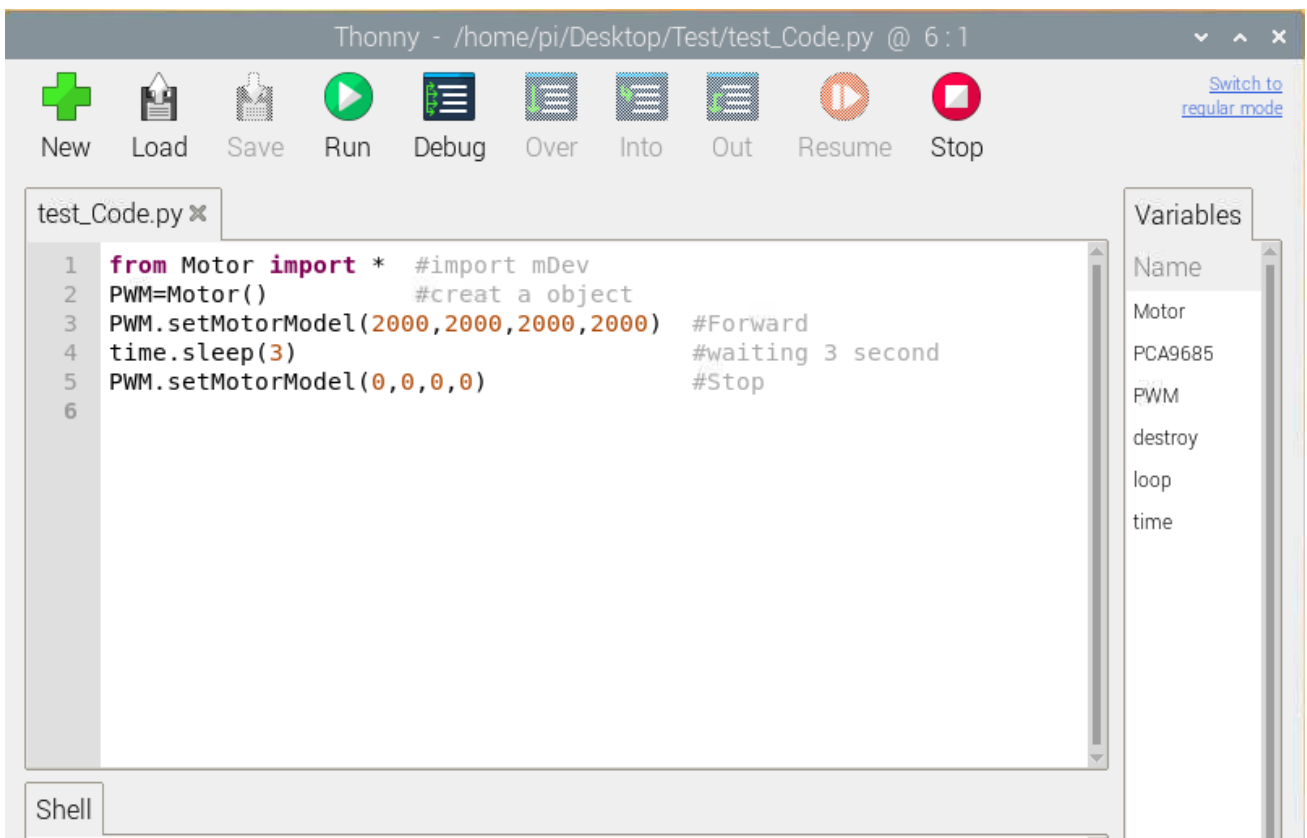 Thonny - /home/pi/Desktop/Test/test_Code.py @ 6:1
Switch to
regular mode
New Load Save Run Debug Over Into Out Resume Stop
test_Code.py
1 from Motor import *  #import mDev
2 PWM=Motor()          #creat a object
3 PWM.setMotorModel(2000,2000,2000,2000)  #Forward
4 time.sleep(3)                           #waiting 3 second
5 PWM.setMotorModel(0,0,0,0)              #Stop
6
Variables
Name
Motor
PCA9685
PWM
destroy
loop
time
Shell